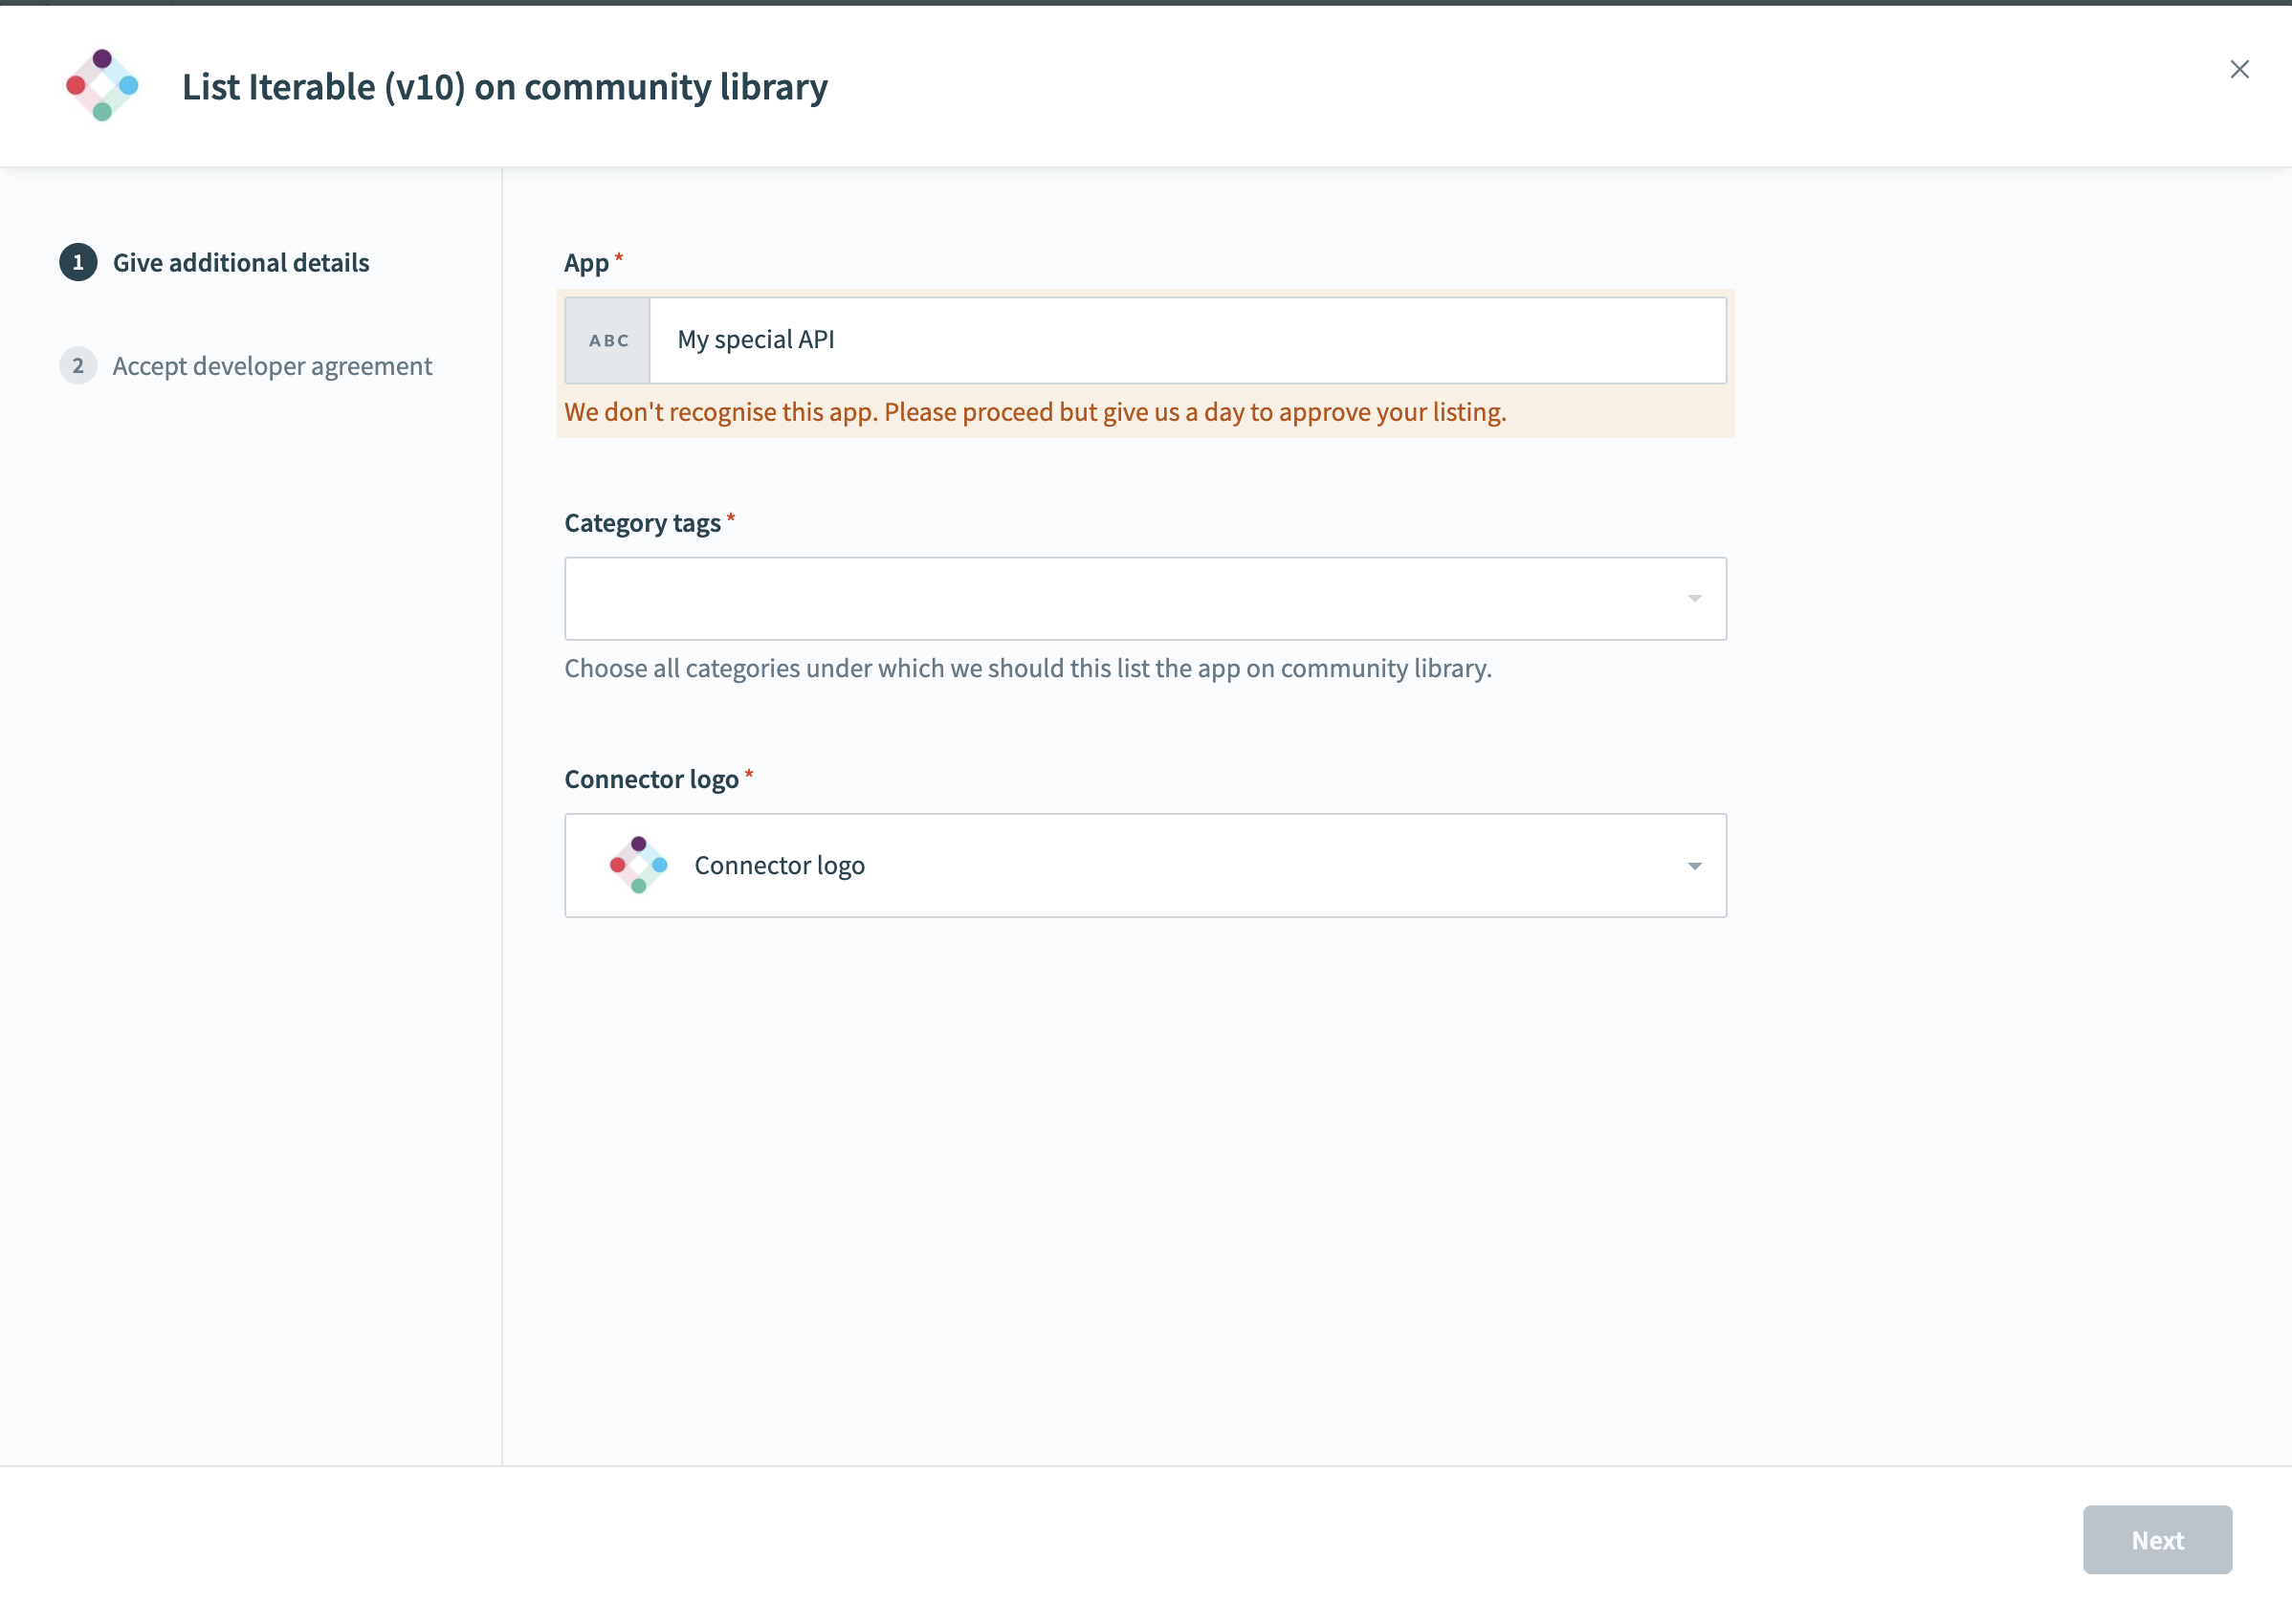 List Iterable (v10) on community library
1 Give additional details
2 Accept developer agreement
App *
ABC My special API
We don't recognise this app. Please proceed but give us a day to approve your listing.
Category tags *
Choose all categories under which we should this list the app on community library.
Connector logo *
Connector logo
Next